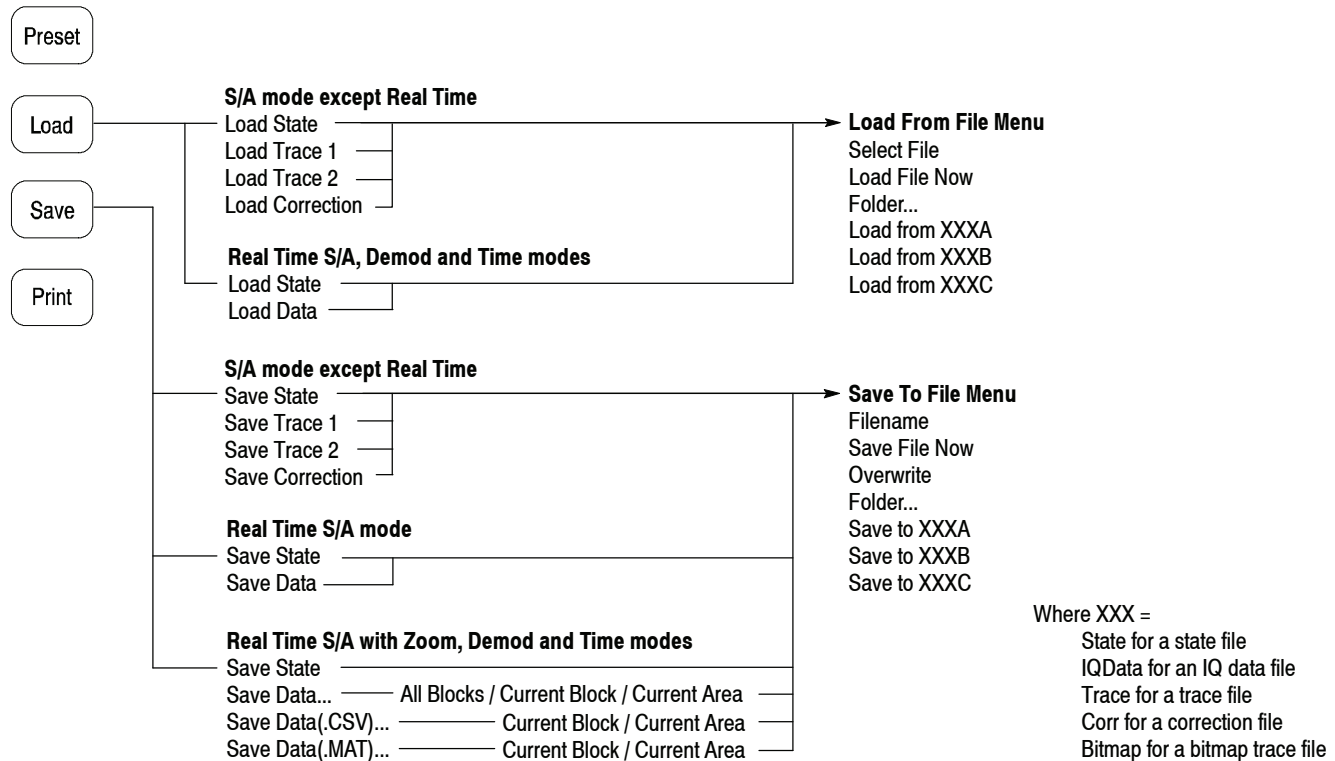 Preset
Load
Save
Print
S/A mode except Real Time
Load State
Load Trace 1
Load Trace 2
Load Correction
Real Time S/A, Demod and Time modes
Load State
Load Data
Load From File Menu
Select File
Load File Now
Folder...
Load from XXXA
Load from XXXB
Load from XXXC
S/A mode except Real Time
Save State
Save Trace 1
Save Trace 2
Save Correction
Real Time S/A mode
Save State
Save Data
Real Time S/A with Zoom, Demod and Time modes
Save State
Save Data... All Blocks / Current Block / Current Area
Save Data(.CSV)... Current Block / Current Area
Save Data(.MAT)... Current Block / Current Area
Save To File Menu
Filename
Save File Now
Overwrite
Folder...
Save to XXXA
Save to XXXB
Save to XXXC
Where XXX =
State for a state file
IQData for an IQ data file
Trace for a trace file
Corr for a correction file
Bitmap for a bitmap trace file